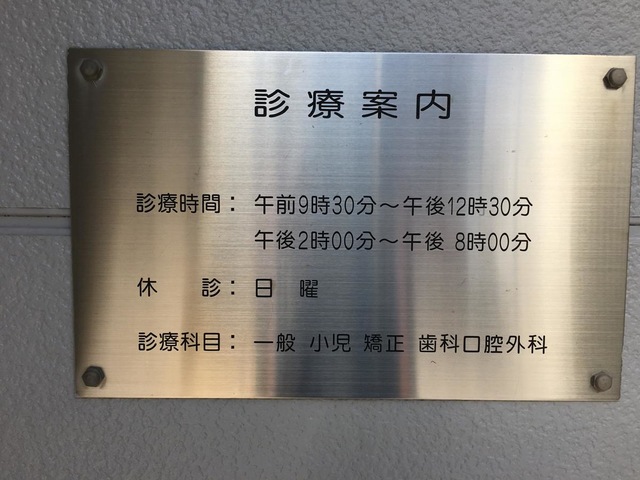 診療案内
診療時間：午前9時30分〜午後12時30分
午後2時00分〜午後 8時00分
休　診：日　曜
診療科目：一般 小児 矯正 歯科口腔外科